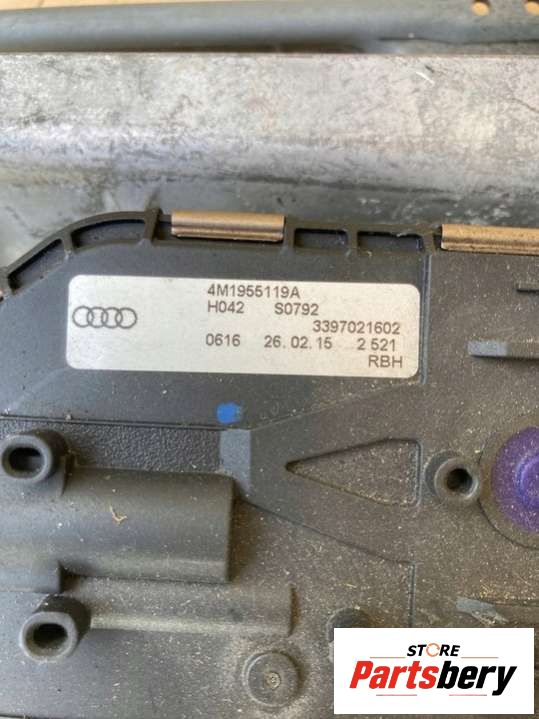 4M1955119A
H042 S0792
3397021602
0616 26.02.15 2 521
RBH
STORE
Partsbery